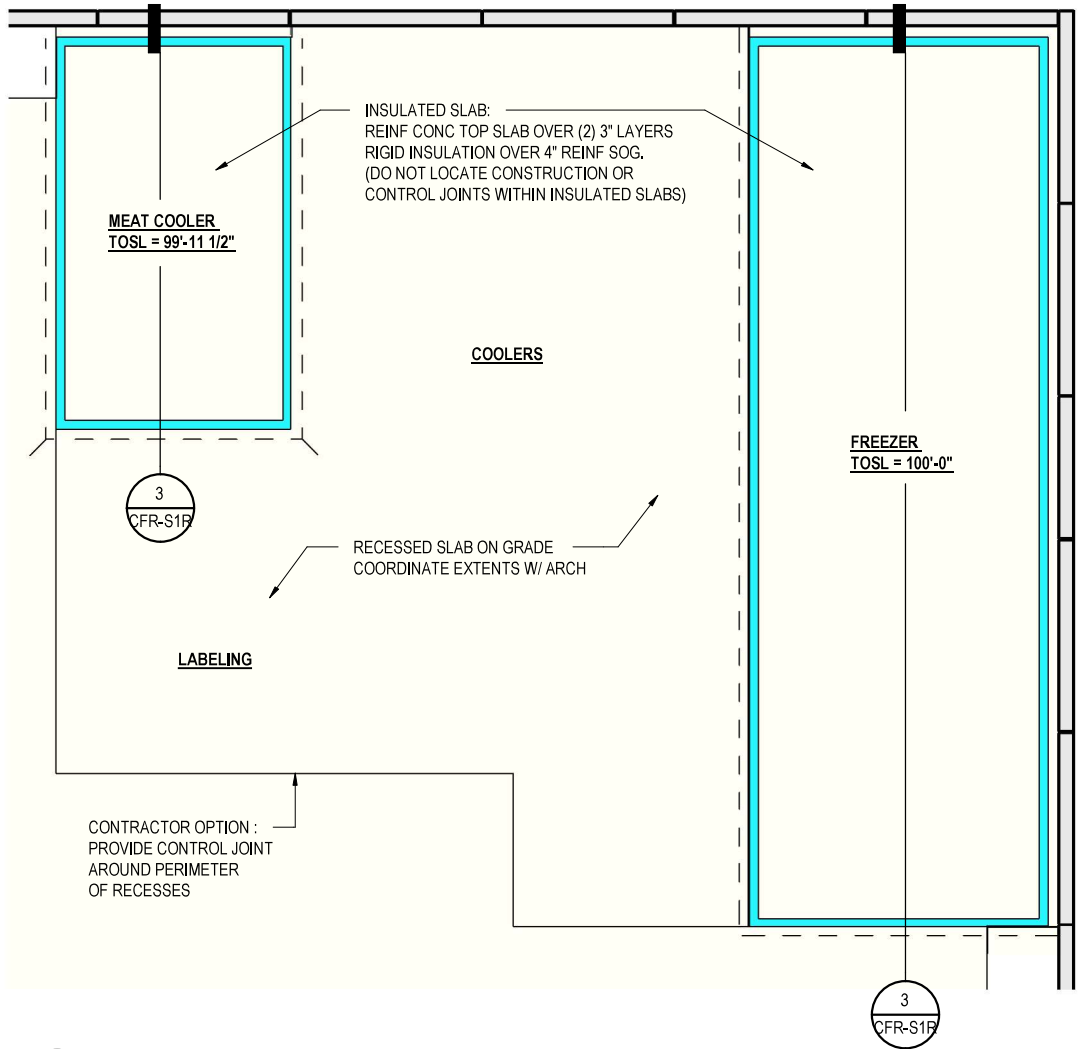 INSULATED SLAB:
REINF CONC TOP SLAB OVER (2) 3" LAYERS
RIGID INSULATION OVER 4" REINF SOG.
(DO NOT LOCATE CONSTRUCTION OR
CONTROL JOINTS WITHIN INSULATED SLABS)
MEAT COOLER
TOSL = 99'-11 1/2"
COOLERS
FREEZER
TOSL = 100'-0"
3
CFR-S1R
RECESSED SLAB ON GRADE
COORDINATE EXTENTS W/ ARCH
LABELING
CONTRACTOR OPTION :
PROVIDE CONTROL JOINT
AROUND PERIMETER
OF RECESSES
3
CFR-S1R